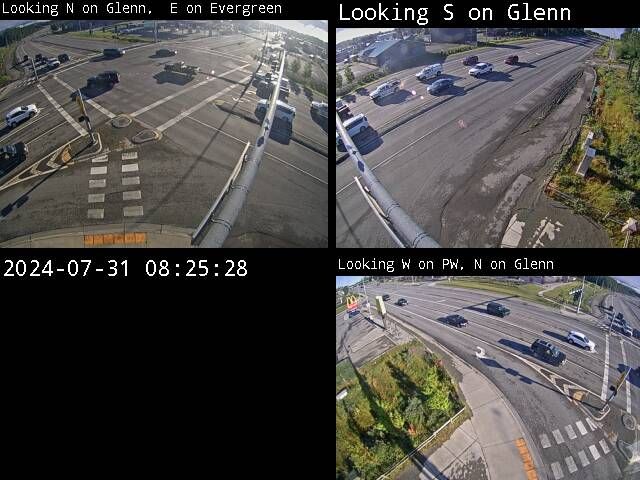 Looking N on Glenn,  E on Evergreen
Looking S on Glenn
2024-07-31 08:25:28
Looking W on PW, N on Glenn